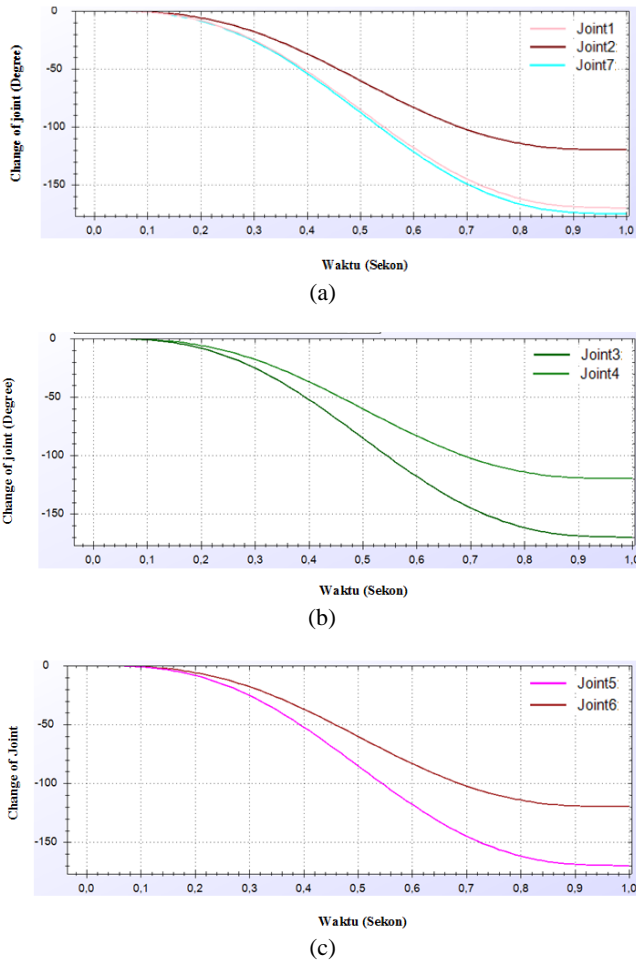 0
Joint1
Joint2
Joint7
-50
-100
-150
Change of joint (Degree)
0,0 0,1 0,2 0,3 0,4 0,5 0,6 0,7 0,8 0,9 1,0
Waktu (Sekon)
(a)
0
Joint3
Joint4
-50
-100
-150
Change of joint (Degree)
0,0 0,1 0,2 0,3 0,4 0,5 0,6 0,7 0,8 0,9 1,0
Waktu (Sekon)
(b)
0
Joint5
Joint6
-50
-100
-150
Change of Joint
0,0 0,1 0,2 0,3 0,4 0,5 0,6 0,7 0,8 0,9 1,0
Waktu (Sekon)
(c)